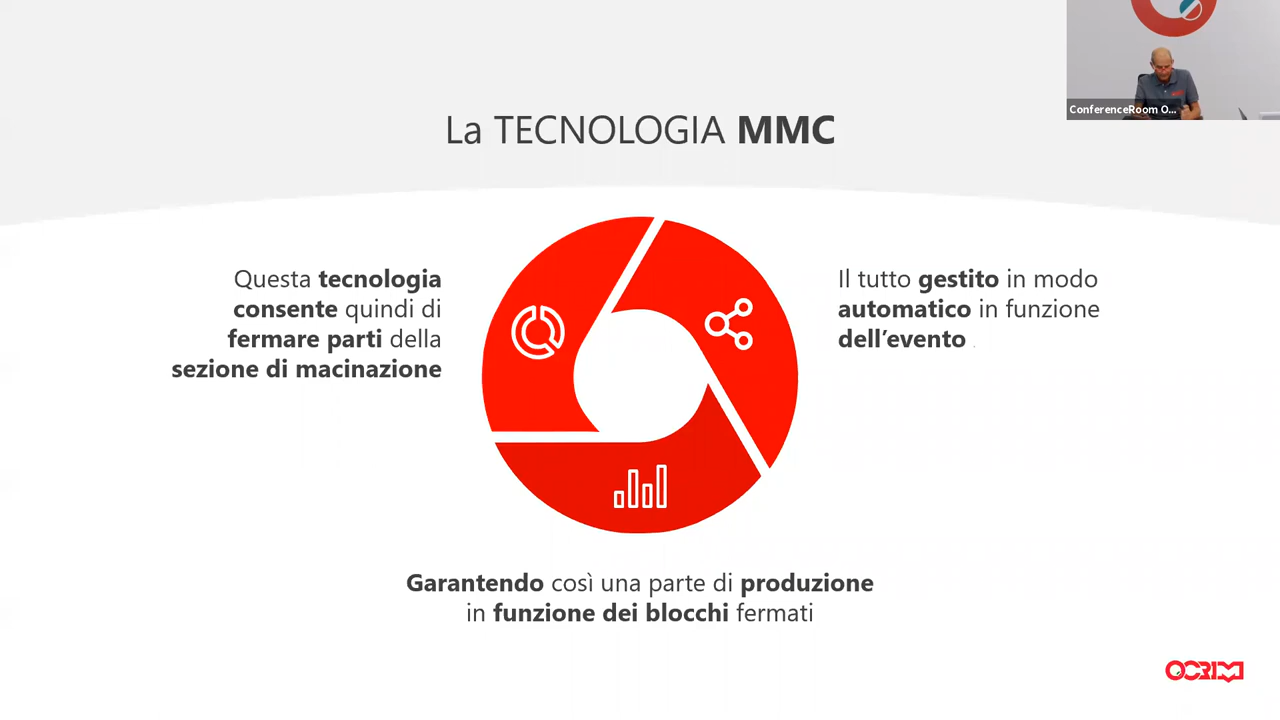 ConferenceRoom O...
La TECNOLOGIA MMC
Questa tecnologia
consente quindi di
fermare parti della
sezione di macinazione
Il tutto gestito in modo
automatico in funzione
dell'evento
Garantendo così una parte di produzione
in funzione dei blocchi fermati
OCRIM